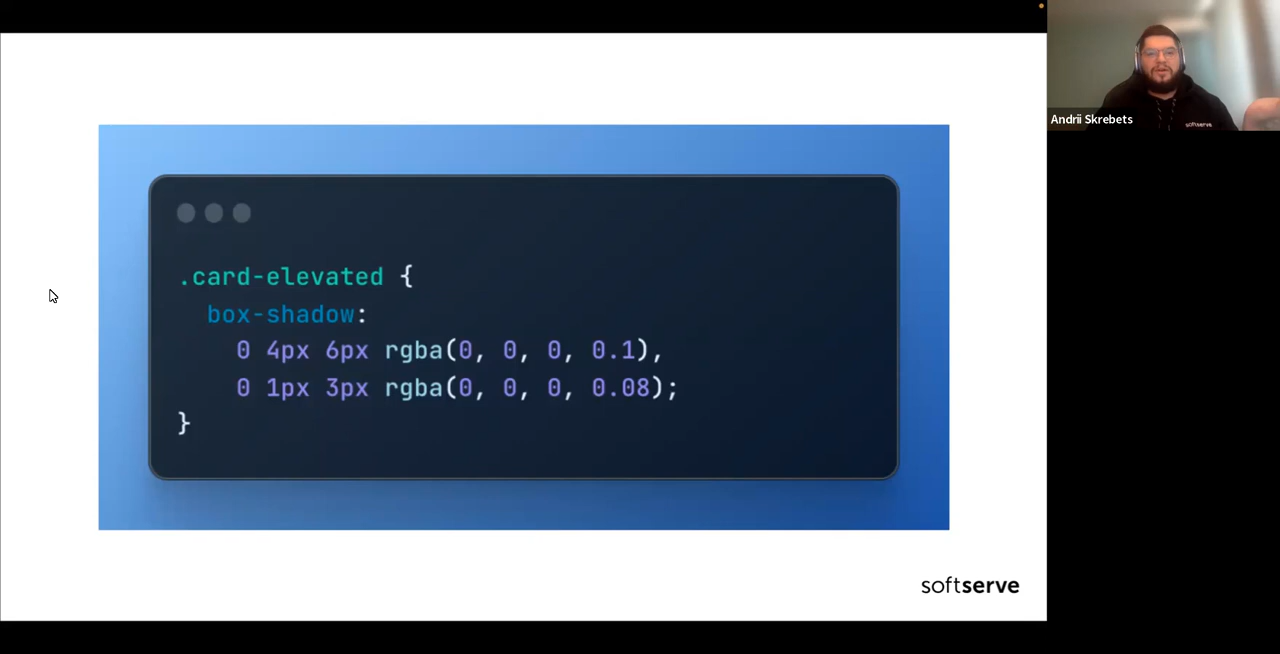 .card-elevated {
box-shadow:
0 4px 6px rgba(0, 0, 0, 0.1),
0 1px 3px rgba(0, 0, 0, 0.08);
}
softserve
Andrii Skrebets
softserve